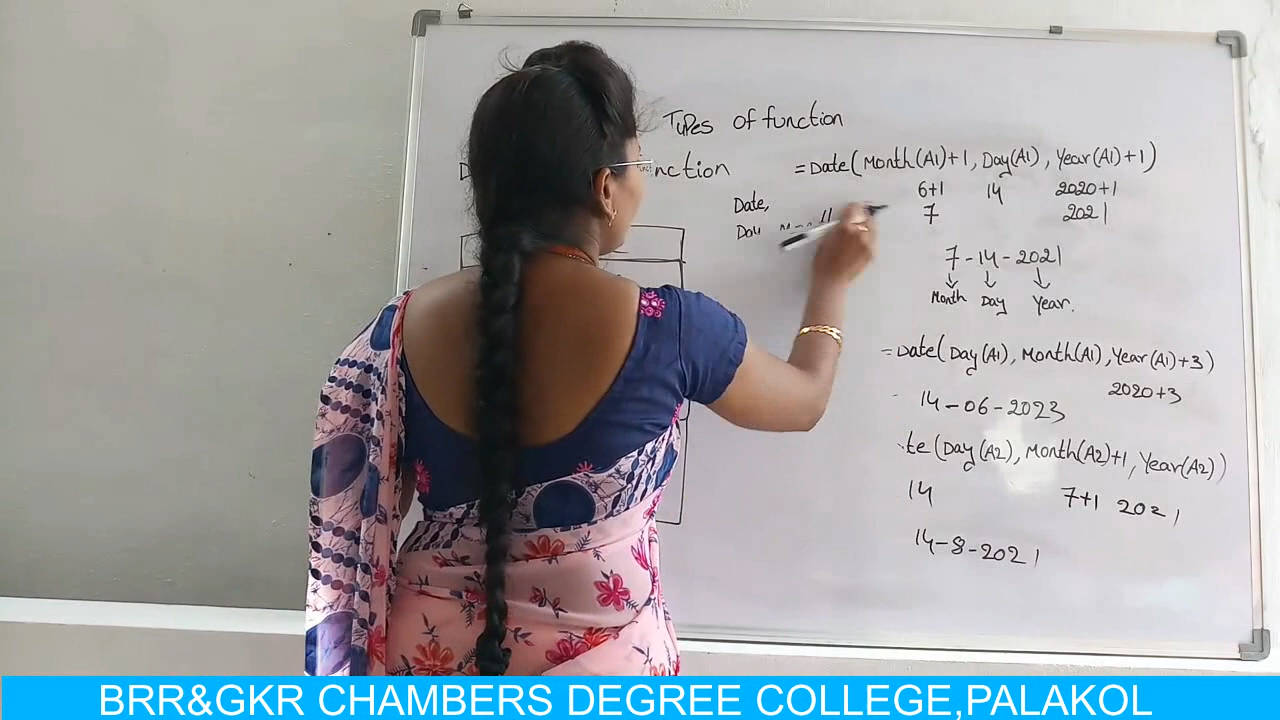 Types of function
nction
=Date(Month(A1)+1, Day(A1), Year(A1)+1)
6+1 14 2020+1
7 2021
Date,
Day
7-14-2021
Month Day Year.
=Date(Day(A1), Month(A1), Year(A1)+3)
2020+3
14-06-2023
te(Day(A2), Month(A2)+1, Year(A2))
14 7+1 2021
14-8-2021
BRR&GKR CHAMBERS DEGREE COLLEGE,PALAKOL